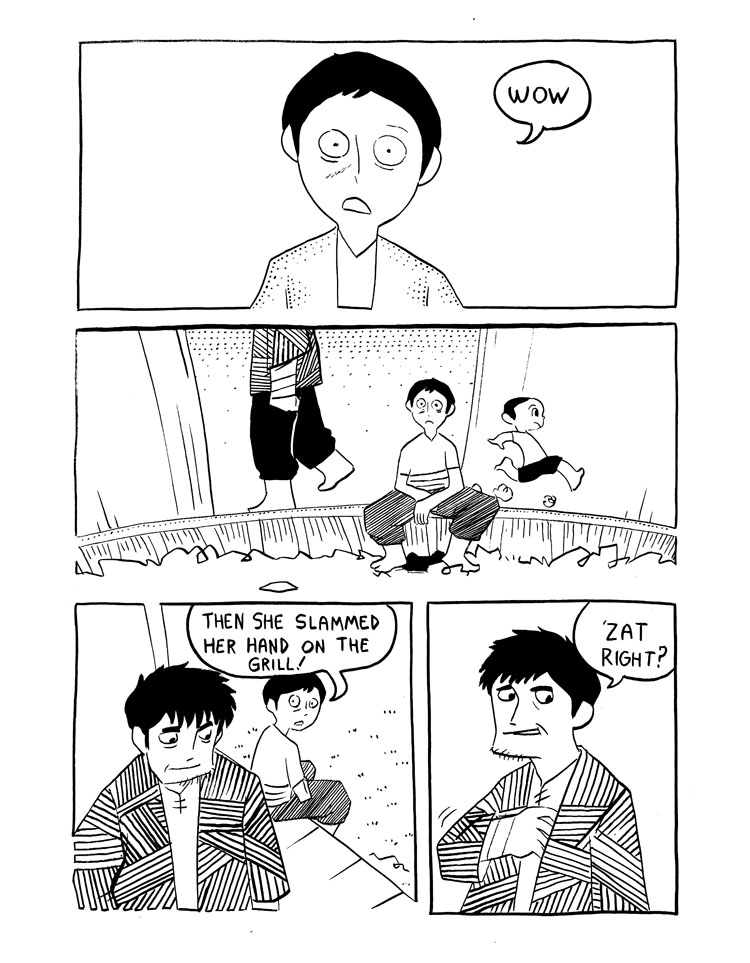 WOW
THEN SHE SLAMMED
HER HAND ON THE
GRILL!
'ZAT
RIGHT?